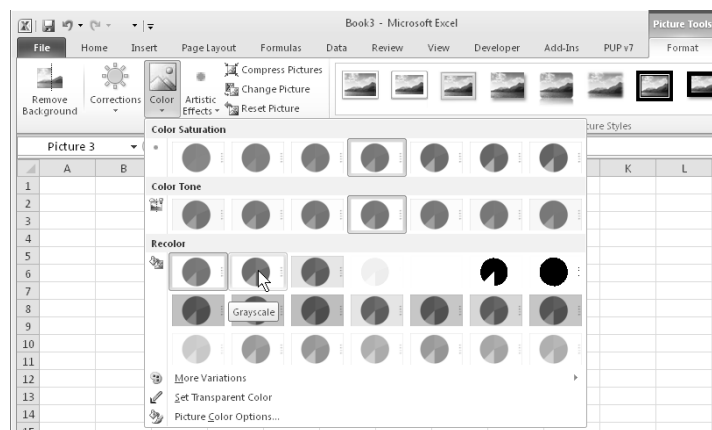 Book3 - Microsoft Excel
Picture Tools
File Home Insert Page Layout Formulas Data Review View Developer Add-Ins PUP v7 Format
Remove Background
Corrections
Color
Artistic Effects
Compress Pictures
Change Picture
Reset Picture
ture Styles
Picture 3
Color Saturation
Color Tone
Recolor
Grayscale
More Variations
Set Transparent Color
Picture Color Options...
A B K L
1
2
3
4
5
6
7
8
9
10
11
12
13
14